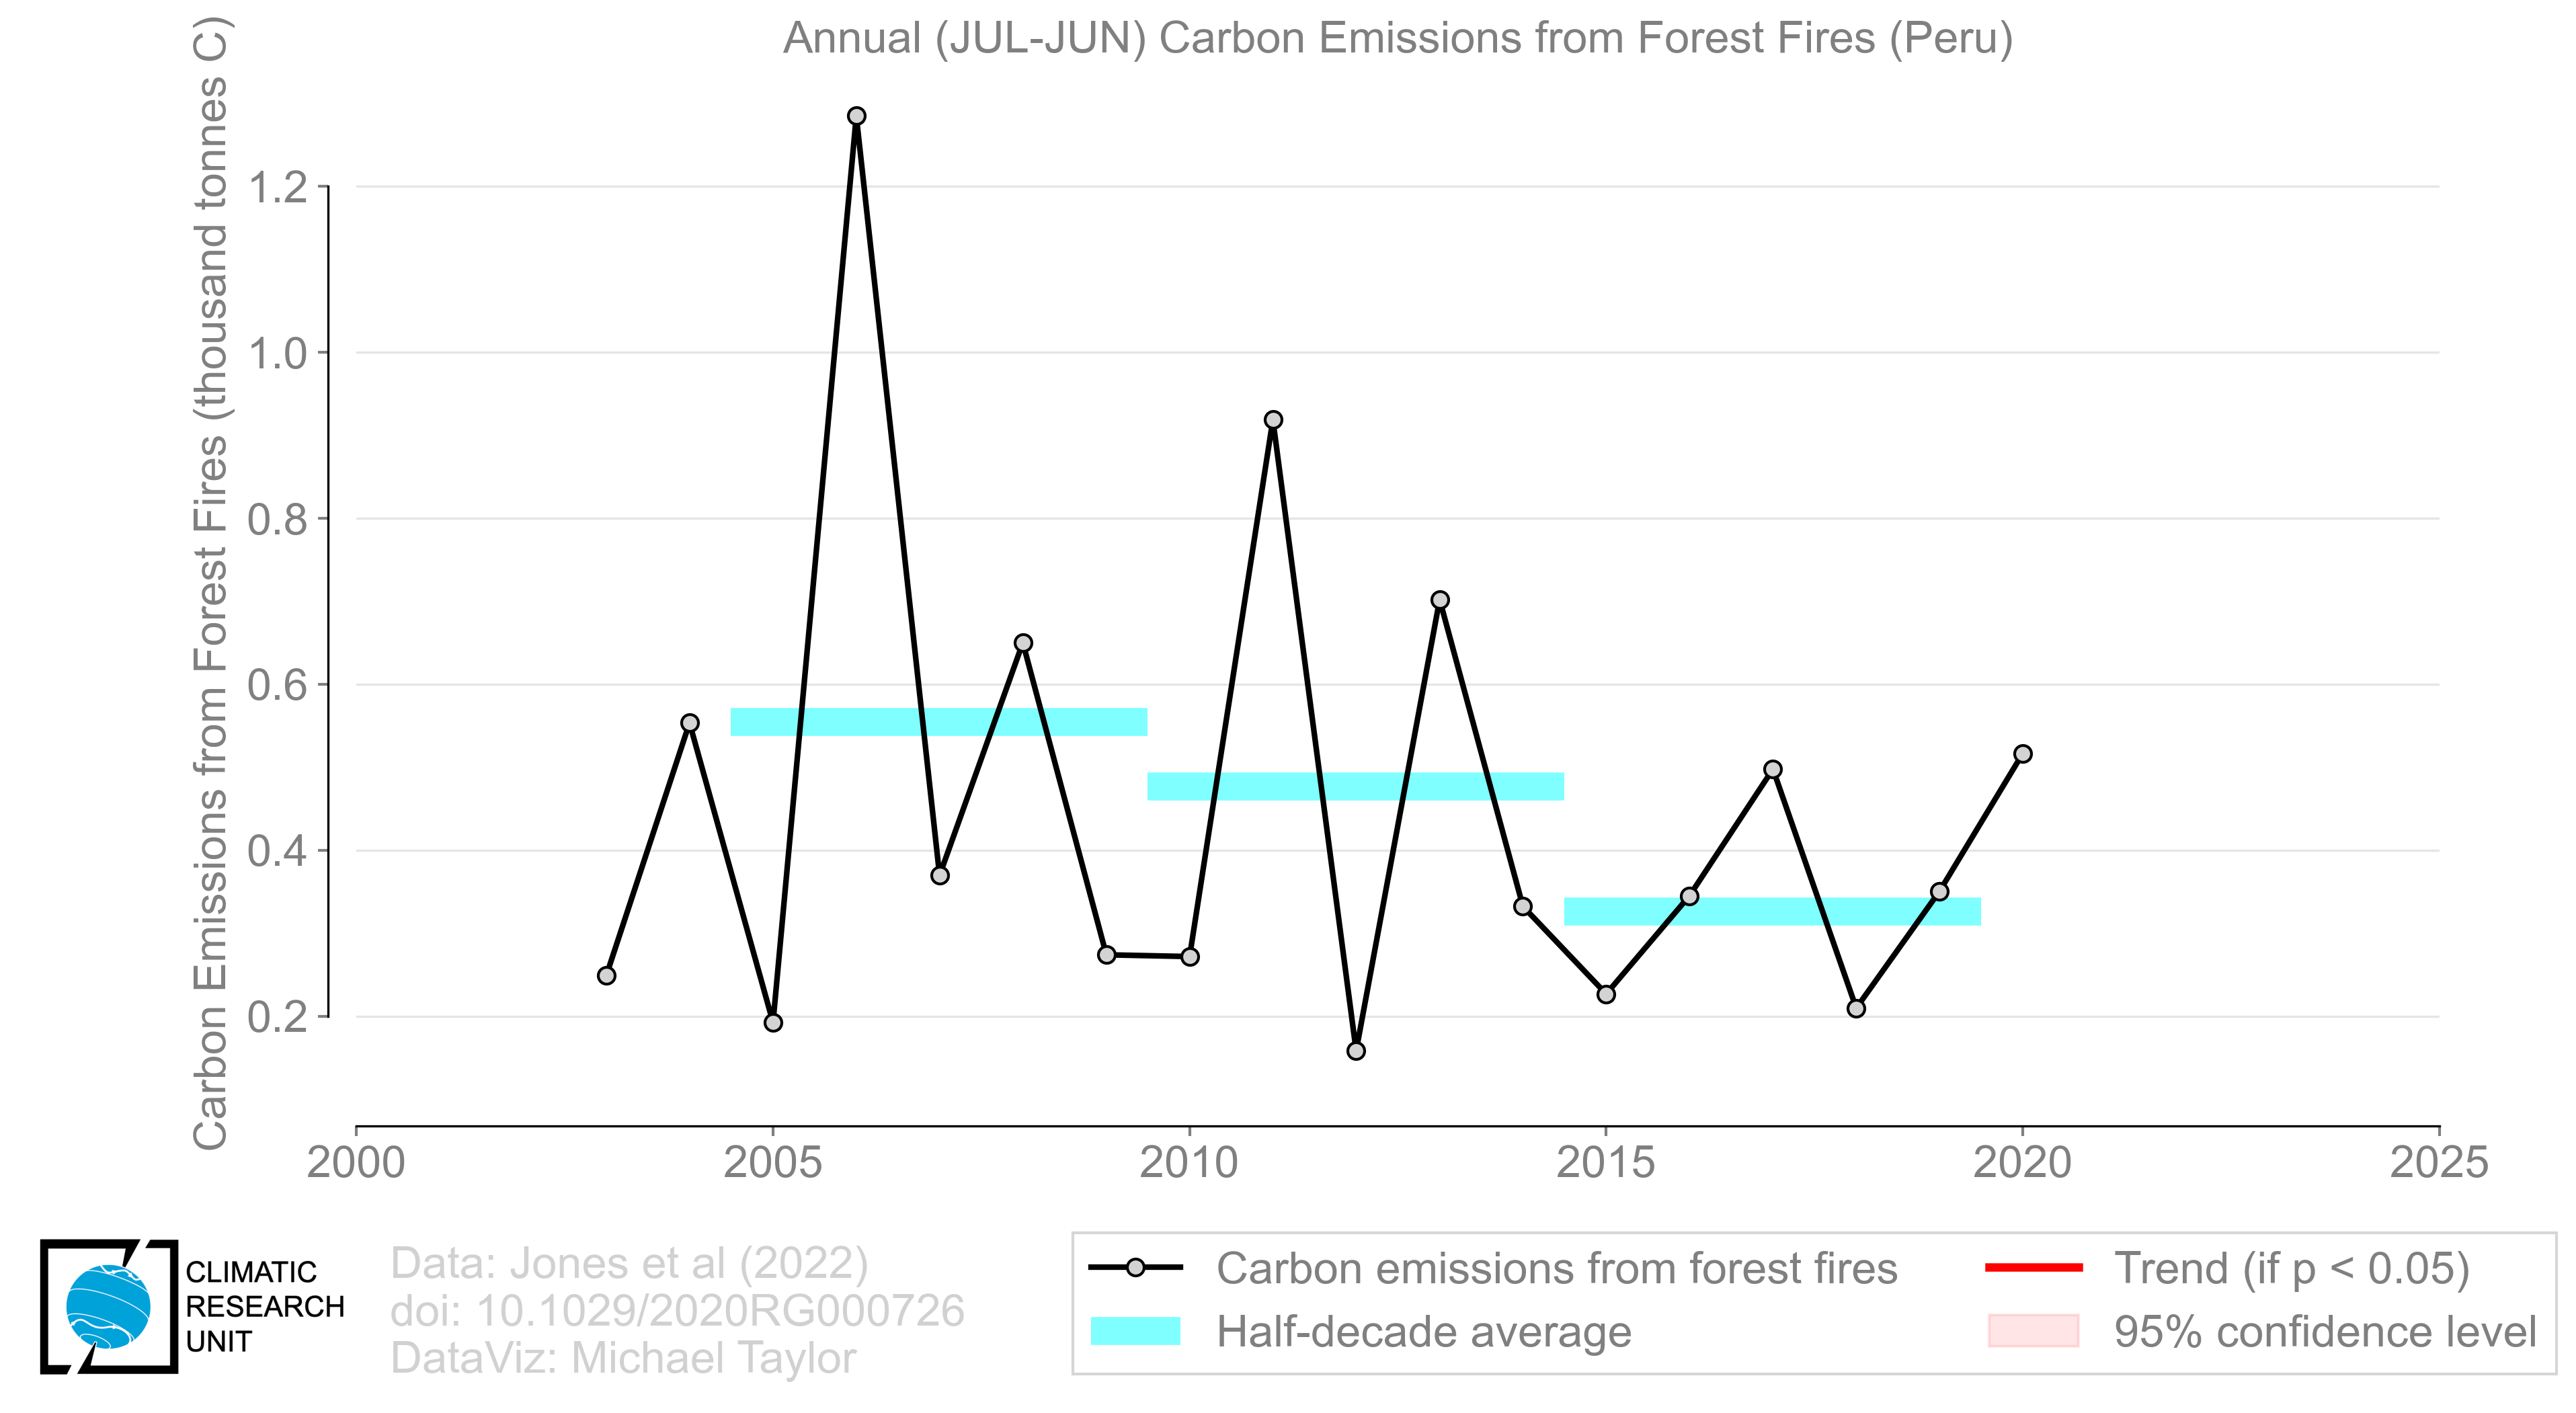 Annual (JUL-JUN) Carbon Emissions from Forest Fires (Peru)
Carbon Emissions from Forest Fires (thousand tonnes C)
1.2
1.0
0.8
0.6
0.4
0.2
2000 2005 2010 2015 2020 2025
CLIMATIC
RESEARCH
UNIT
Data: Jones et al (2022)
doi: 10.1029/2020RG000726
DataViz: Michael Taylor
Carbon emissions from forest fires
Half-decade average
Trend (if p < 0.05)
95% confidence level